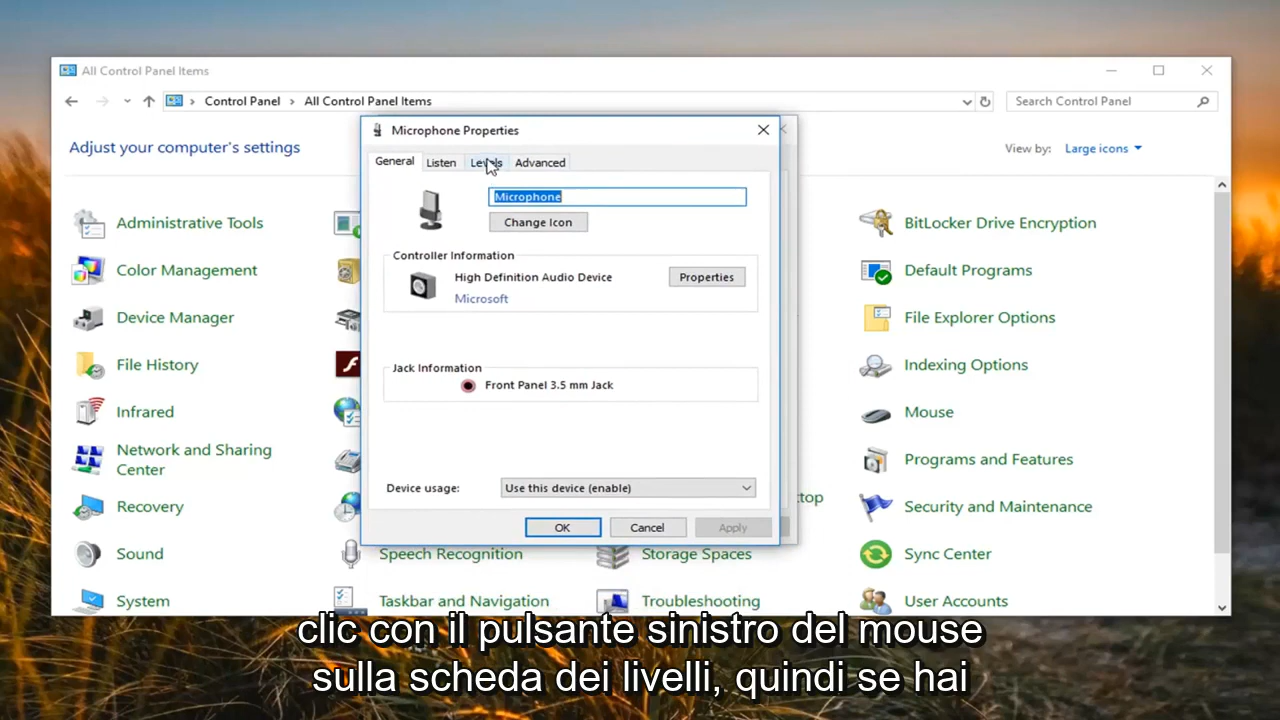 All Control Panel Items
Control Panel
All Control Panel Items
Search Control Panel
Adjust your computer's settings
View by:
Large icons
Administrative Tools
Color Management
Device Manager
File History
Infrared
Network and Sharing
Center
Recovery
Sound
System
Microphone Properties
General
Listen
Levels
Advanced
Microphone
Change Icon
Controller Information
High Definition Audio Device
Microsoft
Properties
Jack Information
Front Panel 3.5 mm Jack
Device usage:
Use this device (enable)
OK
Cancel
Apply
Speech Recognition
Taskbar and Navigation
Storage Spaces
Troubleshooting
BitLocker Drive Encryption
Default Programs
File Explorer Options
Indexing Options
Mouse
Programs and Features
Security and Maintenance
Sync Center
User Accounts
clic con il pulsante sinistro del mouse
sulla scheda dei livelli, quindi se hai